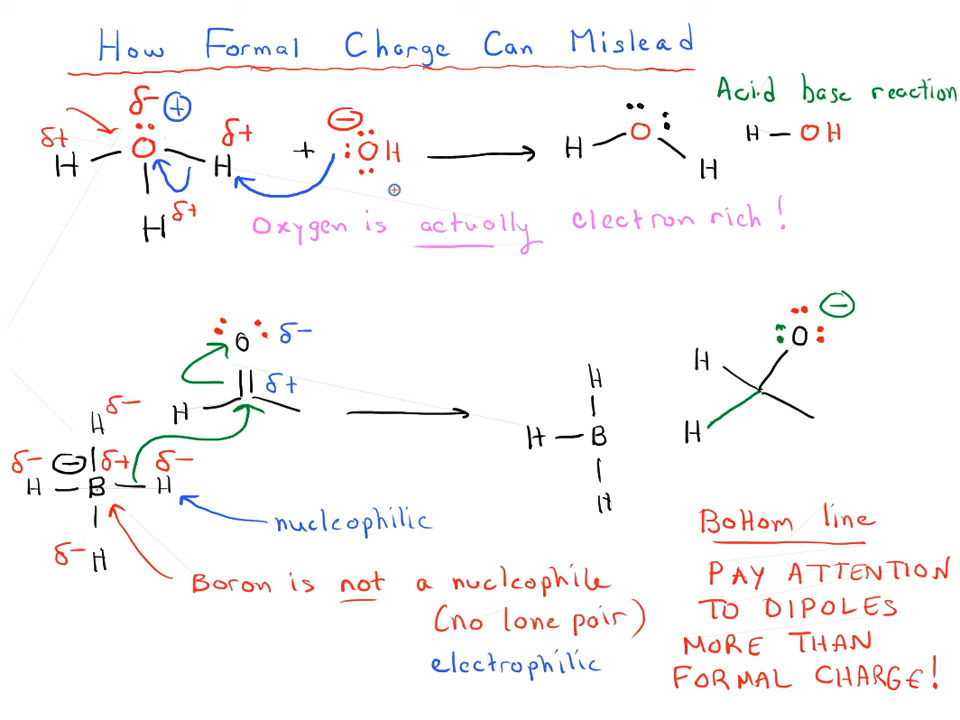 How Formal Charge Can Mislead
δ- +
Acid base reaction
δ+ H O H δ+ + - :OH H O H H - OH
H δ+
Oxygen is actually electron rich!
-
O δ- O
δ+ H
H H
H δ- H
δ- - δ+ δ- H - B H
H - B - H H
nucleophilic Bottom line
δ- H
Boron is not a nucleophile PAY ATTENTION
(no lone pair) TO DIPOLES
electrophilic MORE THAN
FORMAL CHARGE!